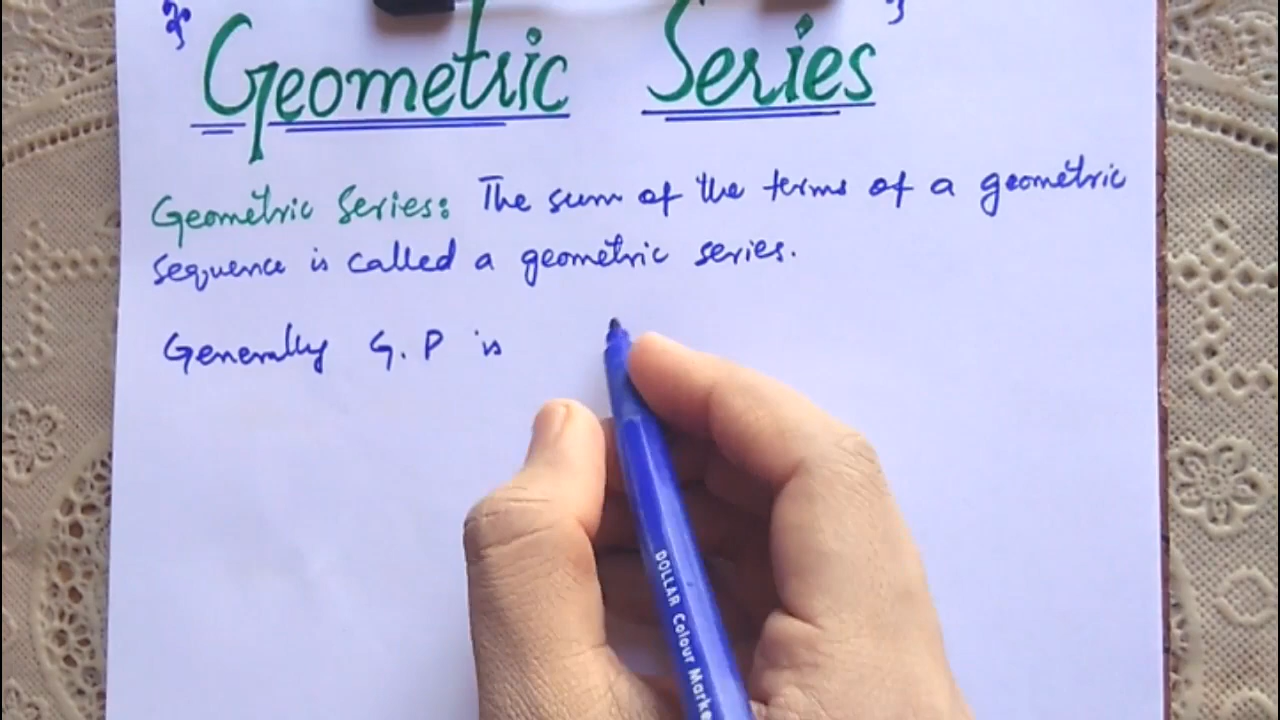 Geometric Series
Geometric Series: The sum of the terms of a geometric
sequence is called a geometric series.
Generally G.P is
DOLLAR Colour Marke